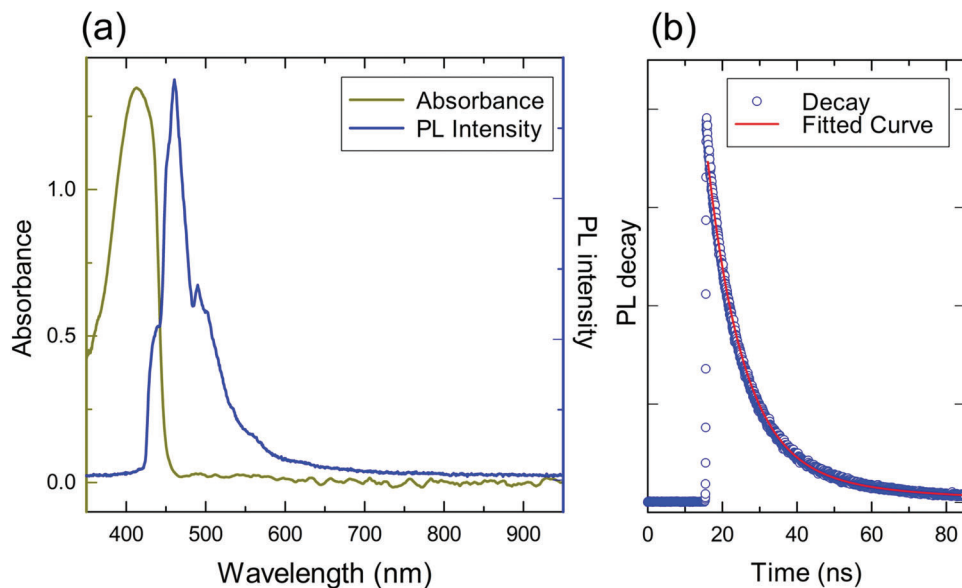 (a)
Absorbance
PL Intensity
1.0
0.5
0.0
Absorbance
PL intensity
400 500 600 700 800 900
Wavelength (nm)
(b)
Decay
Fitted Curve
PL decay
0 20 40 60 80
Time (ns)